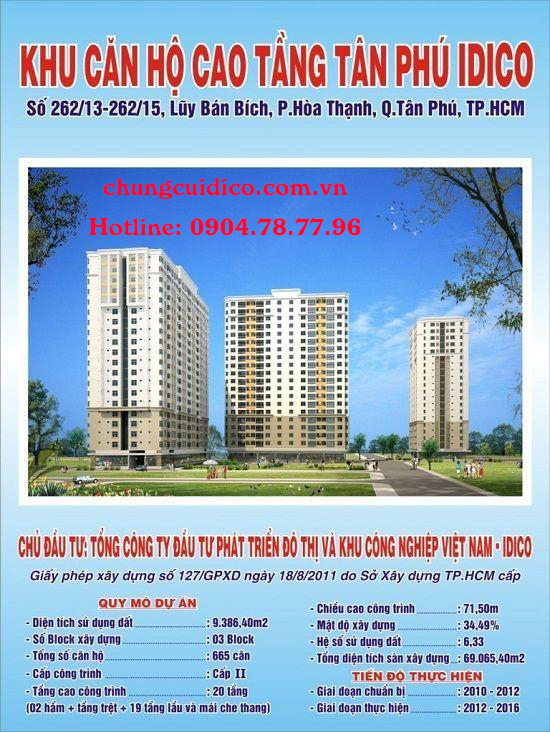 KHU CĂN HỘ CAO TẦNG TÂN PHÚ IDICO
Số 262/13-262/15, Lũy Bán Bích, P.Hòa Thạnh, Q.Tân Phú, TP.HCM
chungcuidico.com.vn
Hotline: 0904.78.77.96
CHỦ ĐẦU TƯ: TỔNG CÔNG TY ĐẦU TƯ PHÁT TRIỂN ĐÔ THỊ VÀ KHU CÔNG NGHIỆP VIỆT NAM - IDICO
Giấy phép xây dựng số 127/GPXD ngày 18/8/2011 do Sở Xây dựng TP.HCM cấp
QUY MÔ DỰ ÁN
- Diện tích sử dụng đất : 9.386,40m2
- Số Block xây dựng : 03 Block
- Tổng số căn hộ : 665 căn
- Cấp công trình : Cấp II
- Tầng cao công trình : 20 tầng
(02 hầm + tầng trệt + 19 tầng lầu và mái che thang)
- Chiều cao công trình : 71,50m
- Mật độ xây dựng : 34,49%
- Hệ số sử dụng đất : 6,33
- Tổng diện tích sàn xây dựng : 69.065,40m2
TIẾN ĐỘ THỰC HIỆN
- Giai đoạn chuẩn bị : 2010 - 2012
- Giai đoạn thực hiện : 2012 - 2016